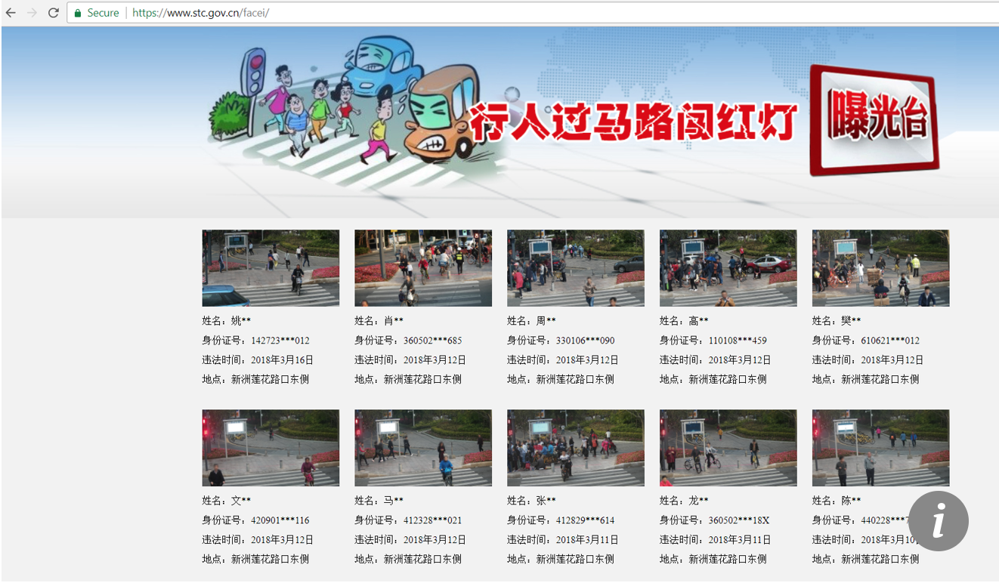 Secure
https://www.stc.gov.cn/facei/
行人过马路闯红灯
曝光台
姓名：姚**
身份证号：142723***012
违法时间：2018年3月16日
地点：新洲莲花路口东侧
姓名：肖**
身份证号：360502***685
违法时间：2018年3月12日
地点：新洲莲花路口东侧
姓名：周**
身份证号：330106***090
违法时间：2018年3月12日
地点：新洲莲花路口东侧
姓名：高**
身份证号：110108***459
违法时间：2018年3月12日
地点：新洲莲花路口东侧
姓名：樊**
身份证号：610621***012
违法时间：2018年3月12日
地点：新洲莲花路口东侧
姓名：文**
身份证号：420901***116
违法时间：2018年3月12日
地点：新洲莲花路口东侧
姓名：马**
身份证号：412328***021
违法时间：2018年3月12日
地点：新洲莲花路口东侧
姓名：张**
身份证号：412829***614
违法时间：2018年3月11日
地点：新洲莲花路口东侧
姓名：龙**
身份证号：360502***18X
违法时间：2018年3月11日
地点：新洲莲花路口东侧
姓名：陈**
身份证号：440228***
违法时间：2018年3月10
地点：新洲莲花路口东侧
i